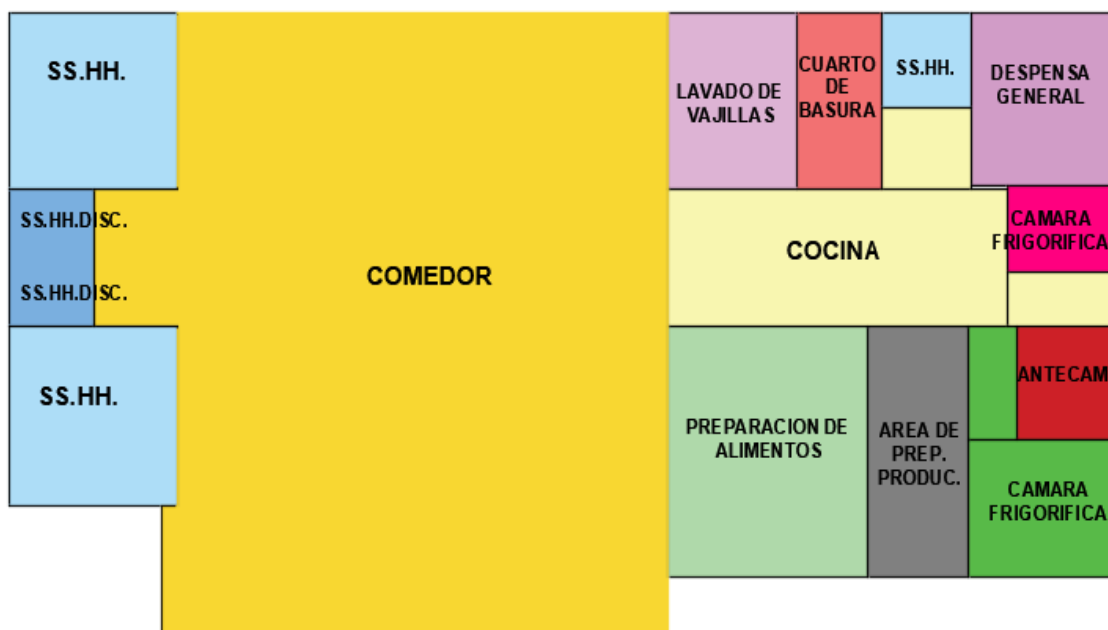 SS.HH.
SS.HH.DISC.
SS.HH.DISC.
SS.HH.
COMEDOR
LAVADO DE
VAJILLAS
CUARTO
DE
BASURA
SS.HH.
DESPENSA
GENERAL
COCINA
CAMARA
FRIGORIFICA
PREPARACION DE
ALIMENTOS
AREA DE
PREP.
PRODUC.
ANTECAM
CAMARA
FRIGORIFICA